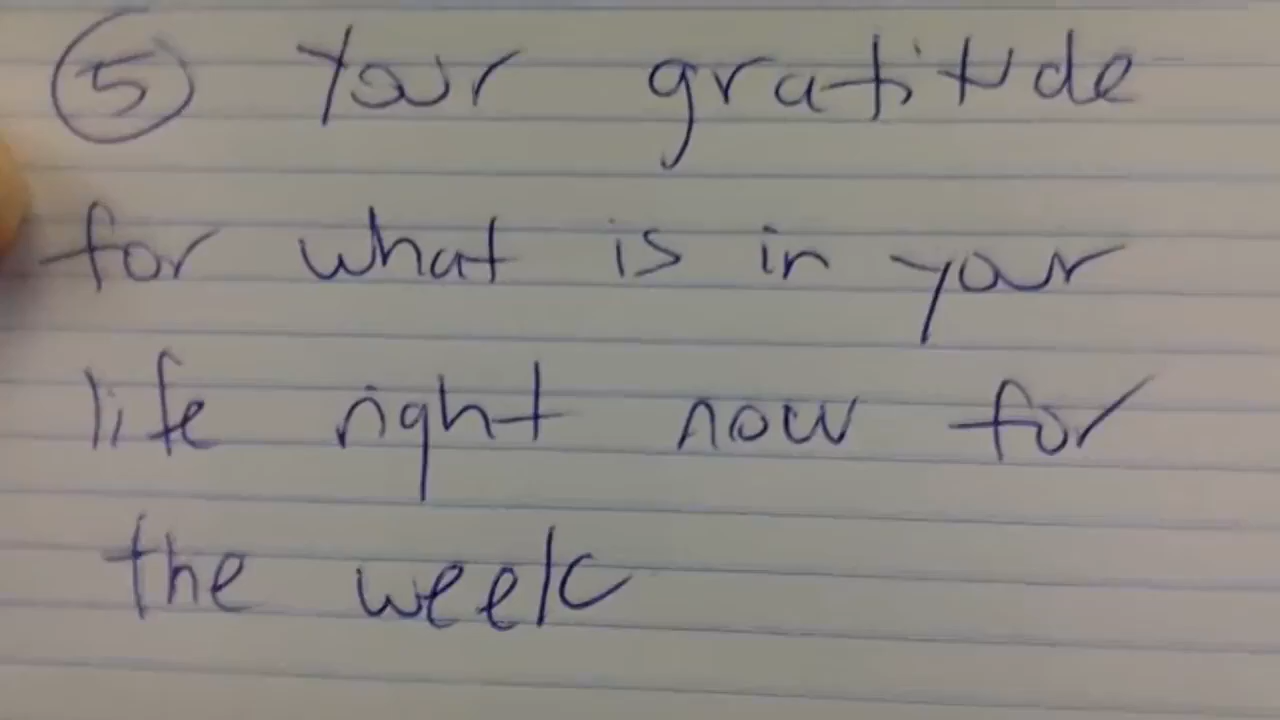 5 Your gratitude
for what is in your
life right now for
the week